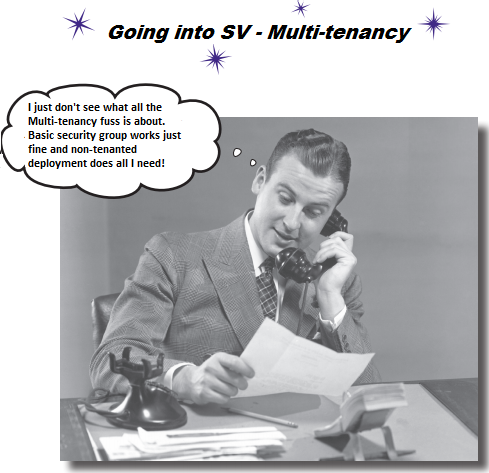 Going into SV - Multi-tenancy
I just don't see what all the
Multi-tenancy fuss is about.
Basic security group works just
fine and non-tenanted
deployment does all I need!